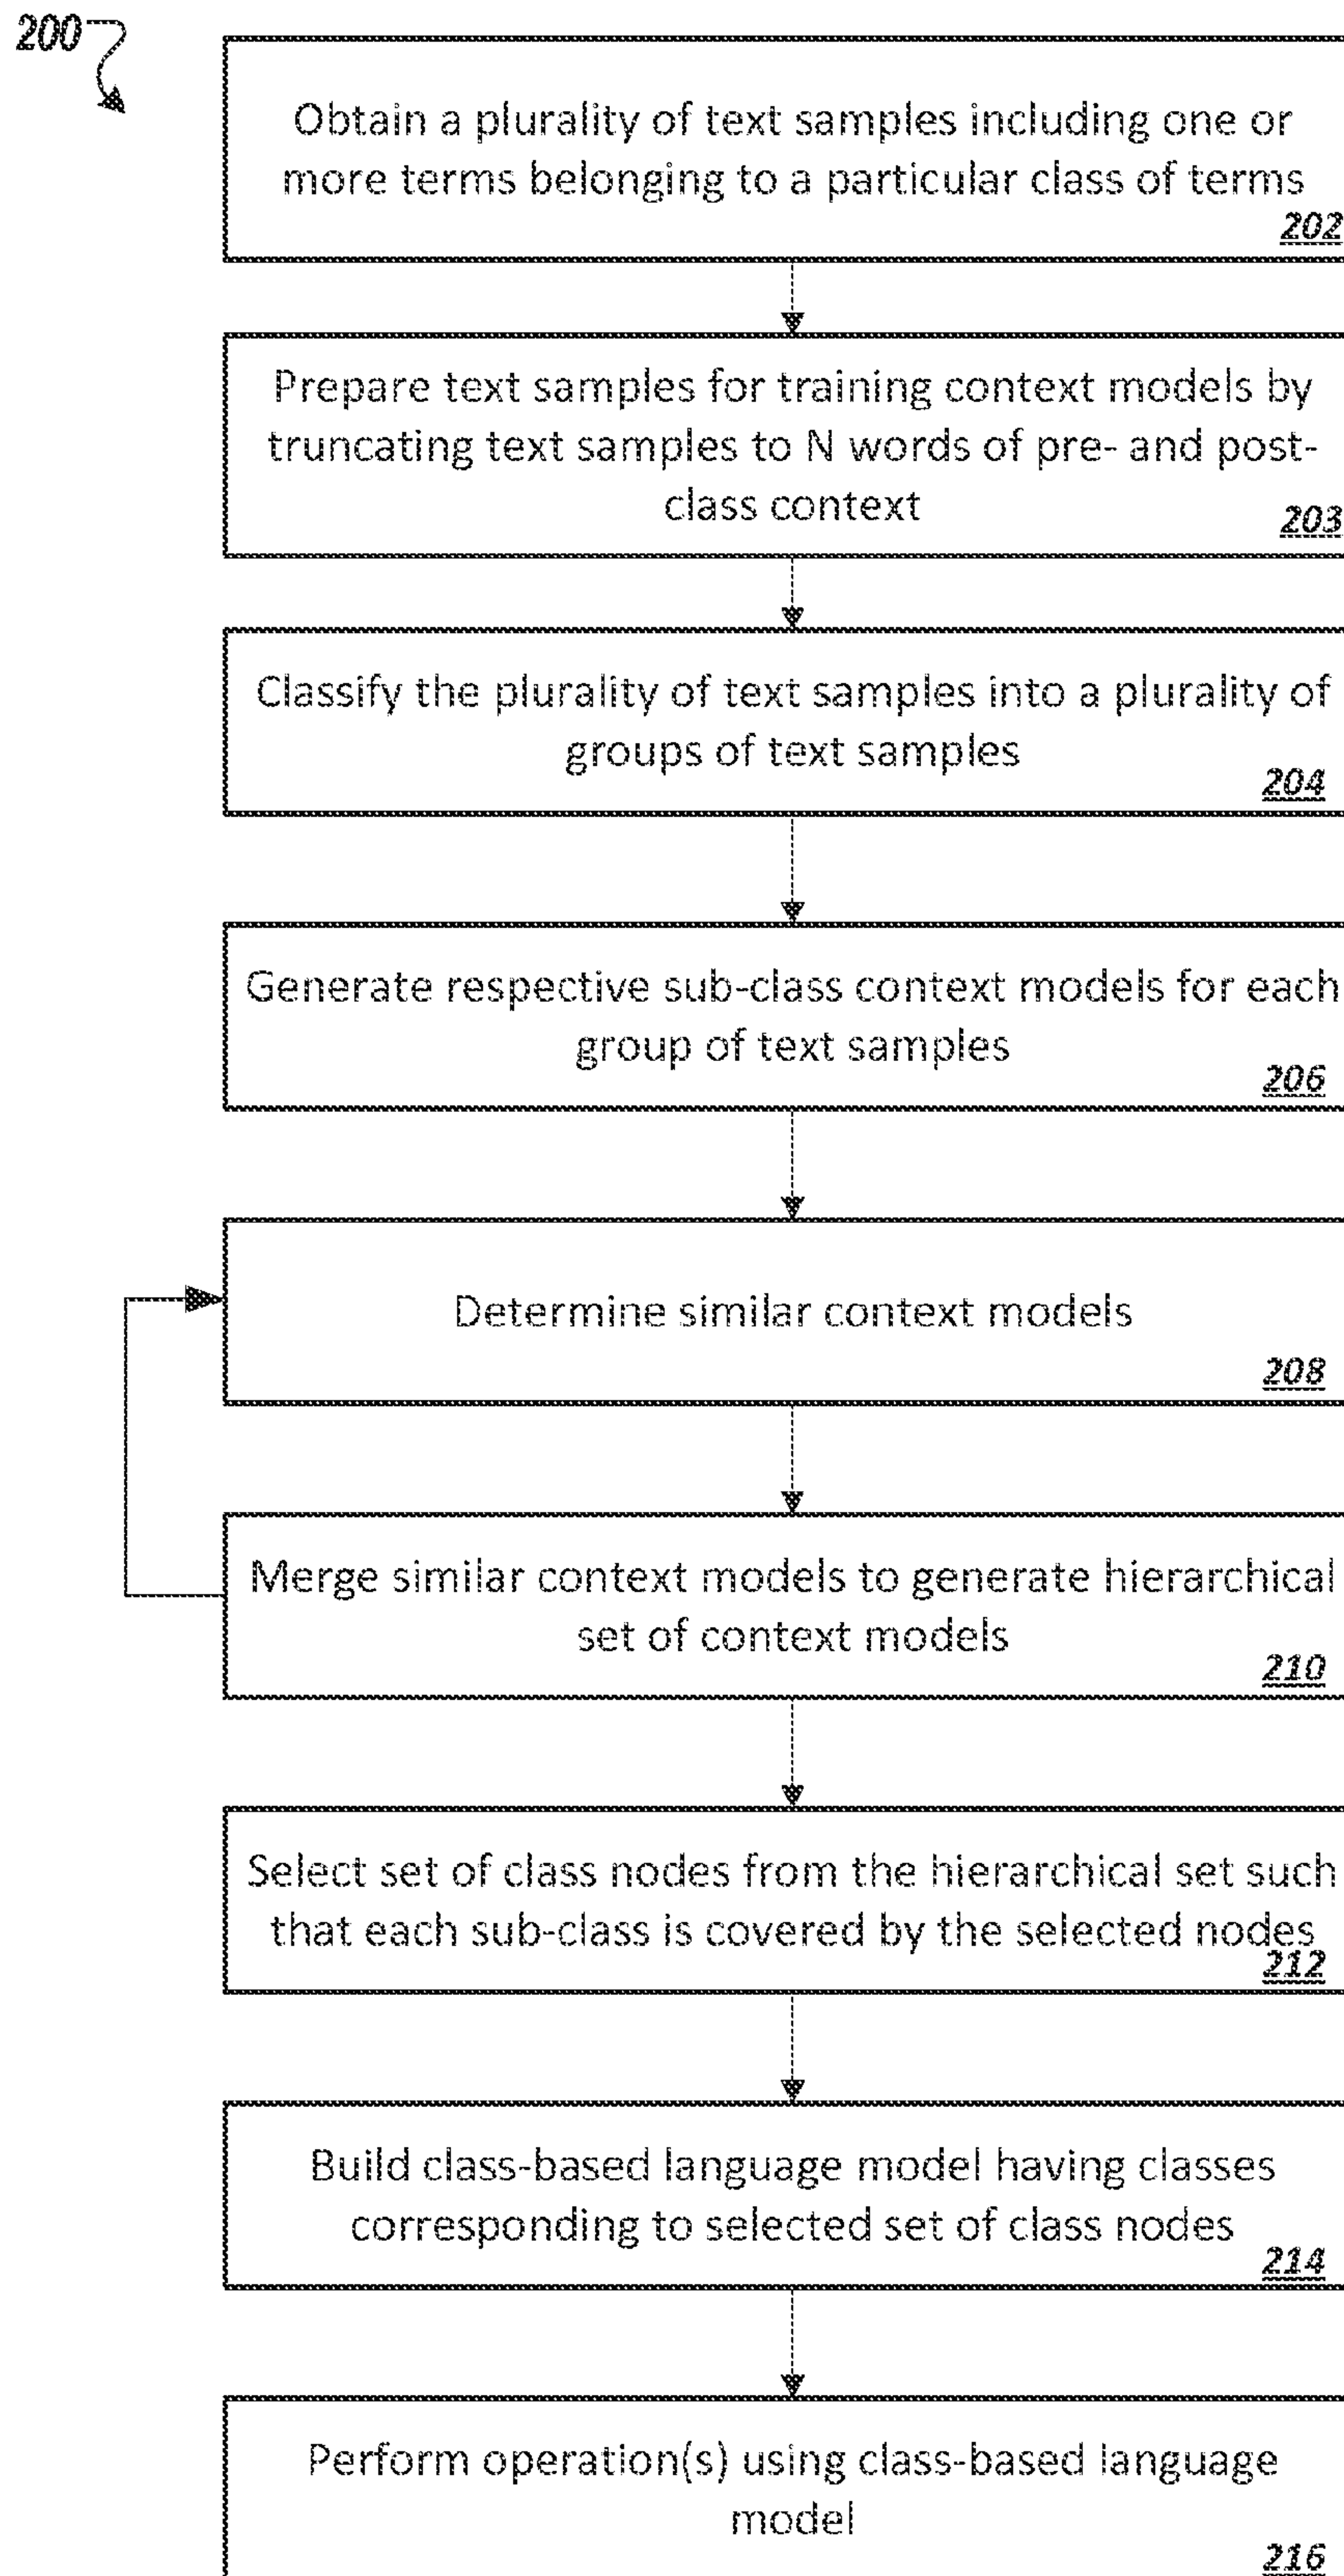 200
Obtain a plurality of text samples including one or
more terms belonging to a particular class of terms
202
Prepare text samples for training context models by
truncating text samples to N words of pre- and post-
class context
203
Classify the plurality of text samples into a plurality of
groups of text samples
204
Generate respective sub-class context models for each
group of text samples
206
Determine similar context models
208
Merge similar context models to generate hierarchical
set of context models
210
Select set of class nodes from the hierarchical set such
that each sub-class is covered by the selected nodes
212
Build class-based language model having classes
corresponding to selected set of class nodes
214
Perform operation(s) using class-based language
model
216